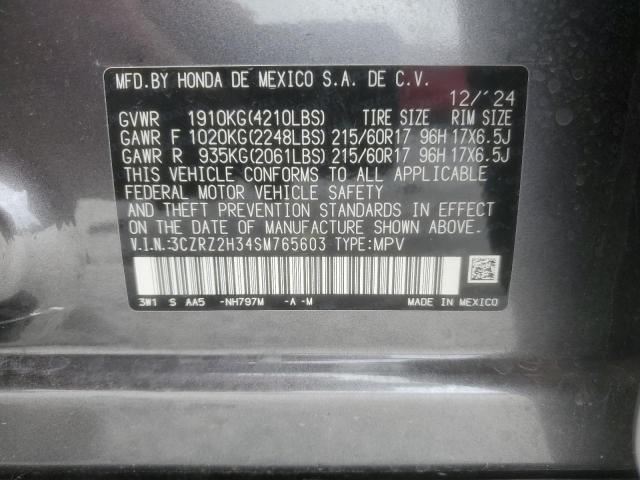 MFD.BY HONDA DE MEXICO S.A. DE C.V.
12/'24
GVWR 1910KG(4210LBS) TIRE SIZE RIM SIZE
GAWR F 1020KG(2248LBS) 215/60R17 96H 17X6.5J
GAWR R 935KG(2061LBS) 215/60R17 96H 17X6.5J
THIS VEHICLE CONFORMS TO ALL APPLICABLE
FEDERAL MOTOR VEHICLE SAFETY
AND THEFT PREVENTION STANDARDS IN EFFECT
ON THE DATE OF MANUFACTURE SHOWN ABOVE.
V.I.N.:3CZRZ2H34SM765603 TYPE:MPV
3W1 S AA5 -NH797M -A -M MADE IN MEXICO